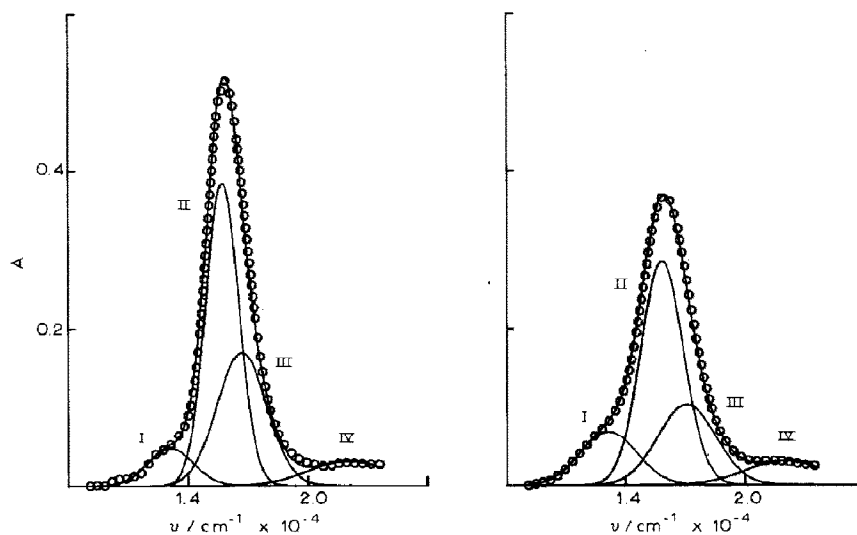 0.4
II
A
0.2
III
I
IV
1.4
2.0
υ / cm⁻¹ x 10⁻⁴
II
III
I
IV
1.4
2.0
υ / cm⁻¹ x 10⁻⁴